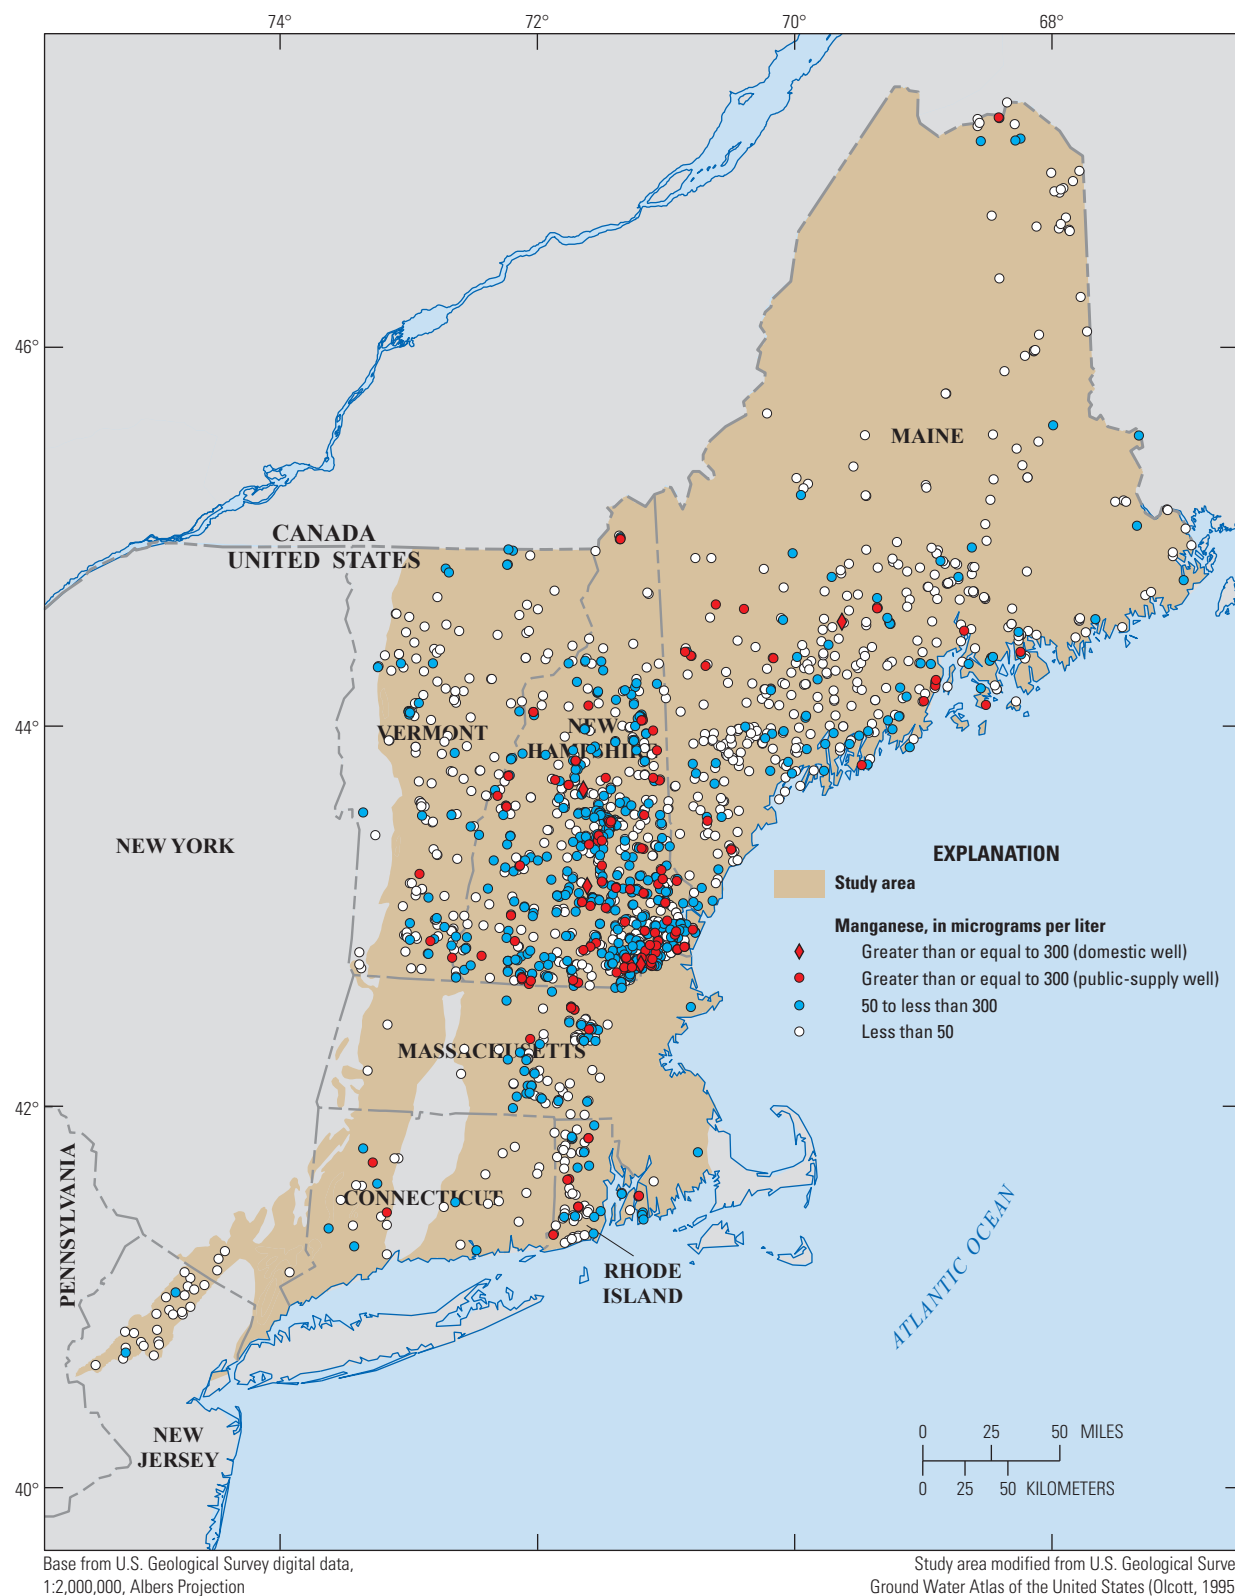 74° 72° 70° 68°
46°
MAINE
CANADA
UNITED STATES
44°
VERMONT
NEW
HAMPSHIRE
NEW YORK
EXPLANATION
Study area
Manganese, in micrograms per liter
Greater than or equal to 300 (domestic well)
Greater than or equal to 300 (public-supply well)
50 to less than 300
Less than 50
MASSACHUSETTS
42°
PENNSYLVANIA
CONNECTICUT
ATLANTIC OCEAN
RHODE
ISLAND
NEW
JERSEY
0 25 50 MILES
0 25 50 KILOMETERS
40°
Base from U.S. Geological Survey digital data,
1:2,000,000, Albers Projection
Study area modified from U.S. Geological Surve
Ground Water Atlas of the United States (Olcott, 1995